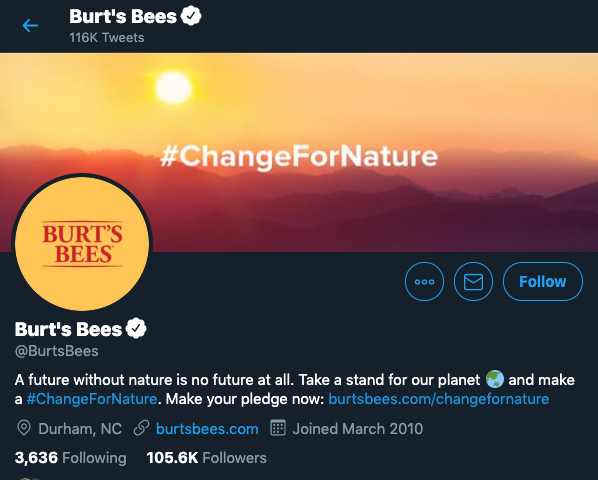 Burt's Bees
116K Tweets
#ChangeForNature
BURT'S
BEES
Follow
Burt's Bees
@BurtsBees
A future without nature is no future at all. Take a stand for our planet 🌏 and make
a #ChangeForNature. Make your pledge now: burtsbees.com/changefornature
Durham, NC burtsbees.com Joined March 2010
3,636 Following 105.6K Followers